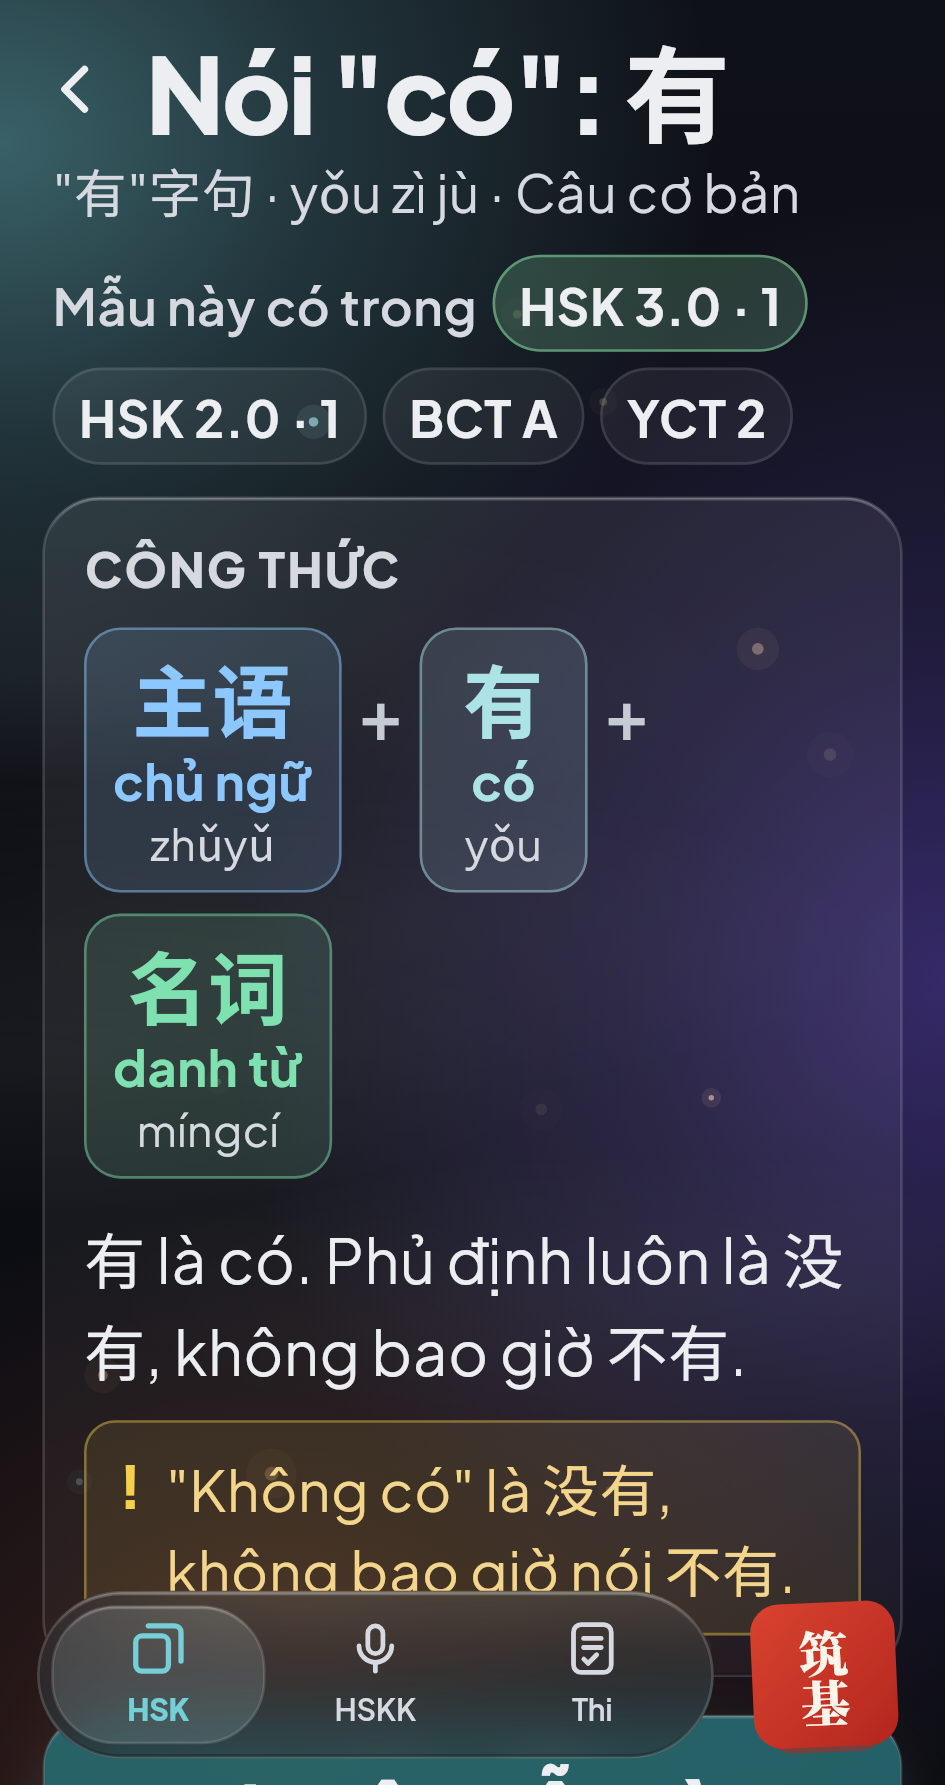 Nói "có": 有
"有"字句 · yǒu zì jù · Câu cơ bản
Mẫu này có trong HSK 3.0 · 1
HSK 2.0 · 1 BCT A YCT 2
CÔNG THỨC
主语 + 有 +
chủ ngữ có
zhǔyǔ yǒu
名词
danh từ
míngcí
有 là có. Phủ định luôn là 没
有, không bao giờ 不有.
! "Không có" là 没有,
không bao giờ nói 不有.
HSK HSKK Thi
筑
基